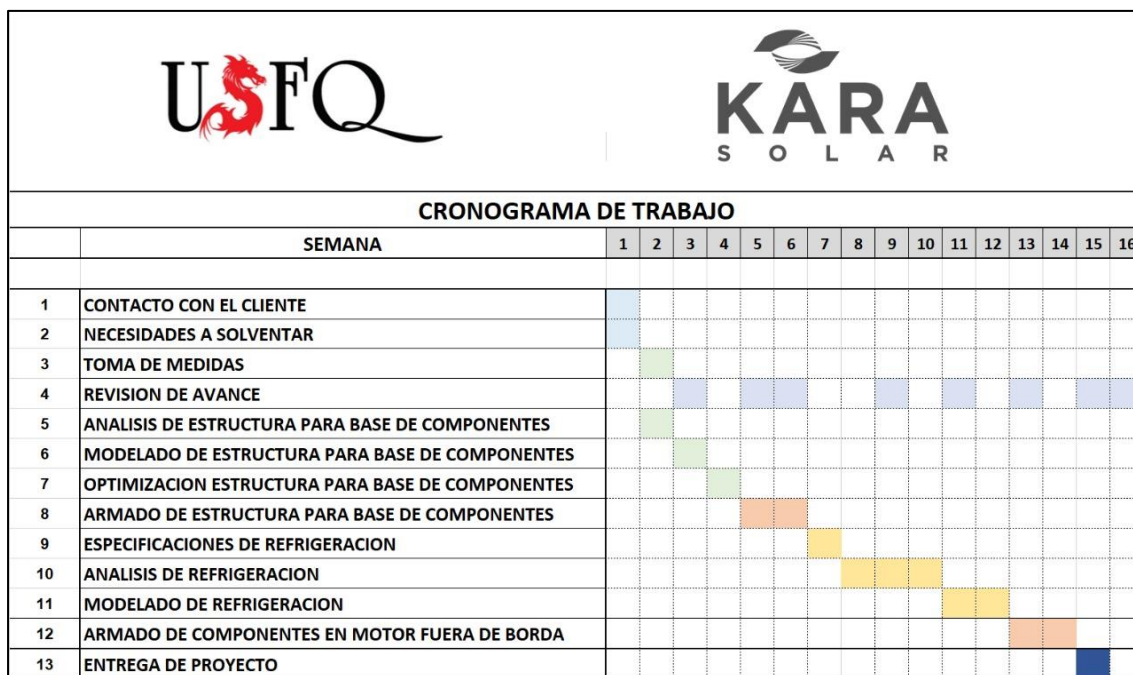 USFQ
KARA
SOLAR
CRONOGRAMA DE TRABAJO
SEMANA 1 2 3 4 5 6 7 8 9 10 11 12 13 14 15 16
1 CONTACTO CON EL CLIENTE
2 NECESIDADES A SOLVENTAR
3 TOMA DE MEDIDAS
4 REVISION DE AVANCE
5 ANALISIS DE ESTRUCTURA PARA BASE DE COMPONENTES
6 MODELADO DE ESTRUCTURA PARA BASE DE COMPONENTES
7 OPTIMIZACION ESTRUCTURA PARA BASE DE COMPONENTES
8 ARMADO DE ESTRUCTURA PARA BASE DE COMPONENTES
9 ESPECIFICACIONES DE REFRIGERACION
10 ANALISIS DE REFRIGERACION
11 MODELADO DE REFRIGERACION
12 ARMADO DE COMPONENTES EN MOTOR FUERA DE BORDA
13 ENTREGA DE PROYECTO